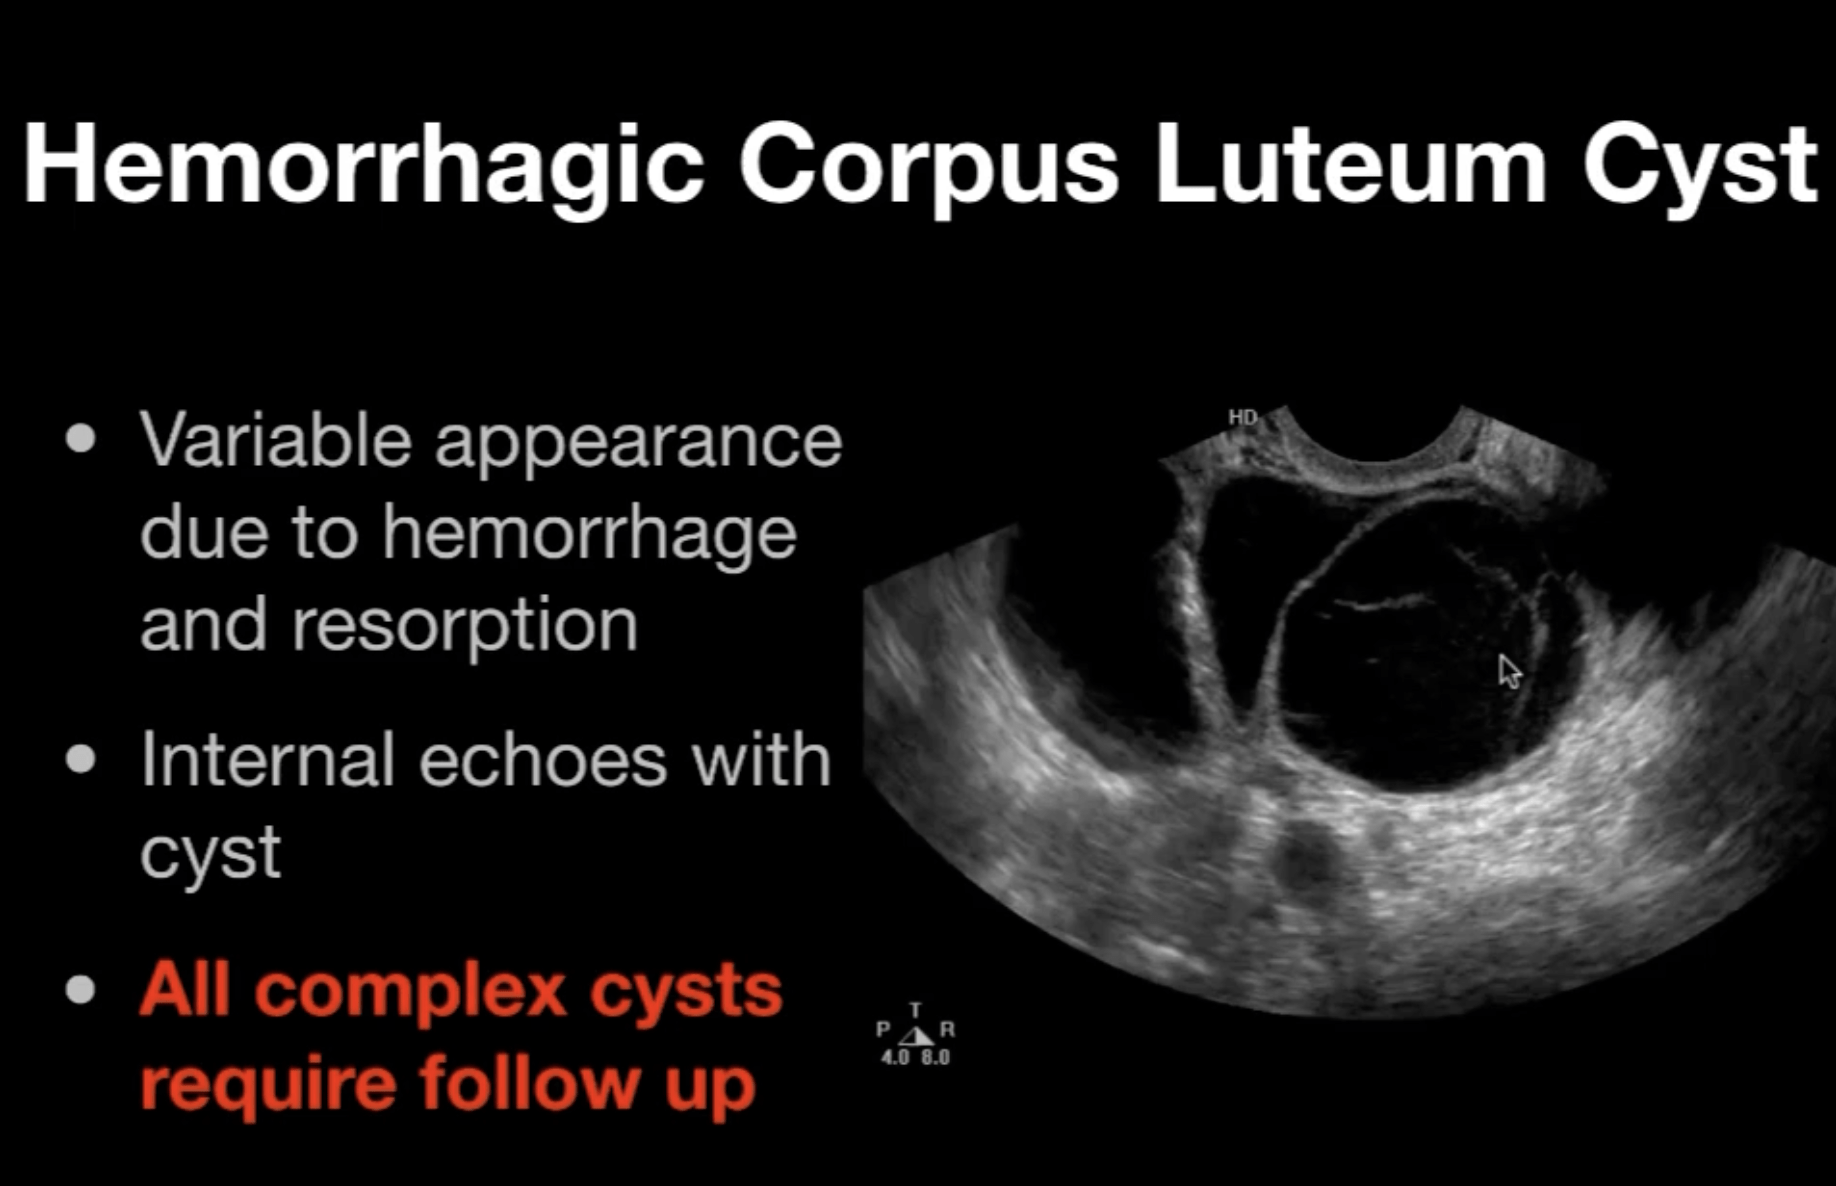 Hemorrhagic Corpus Luteum Cyst
• Variable appearance
due to hemorrhage
and resorption
• Internal echoes with
cyst
• All complex cysts
require follow up
HD
T
P R
4.0 8.0